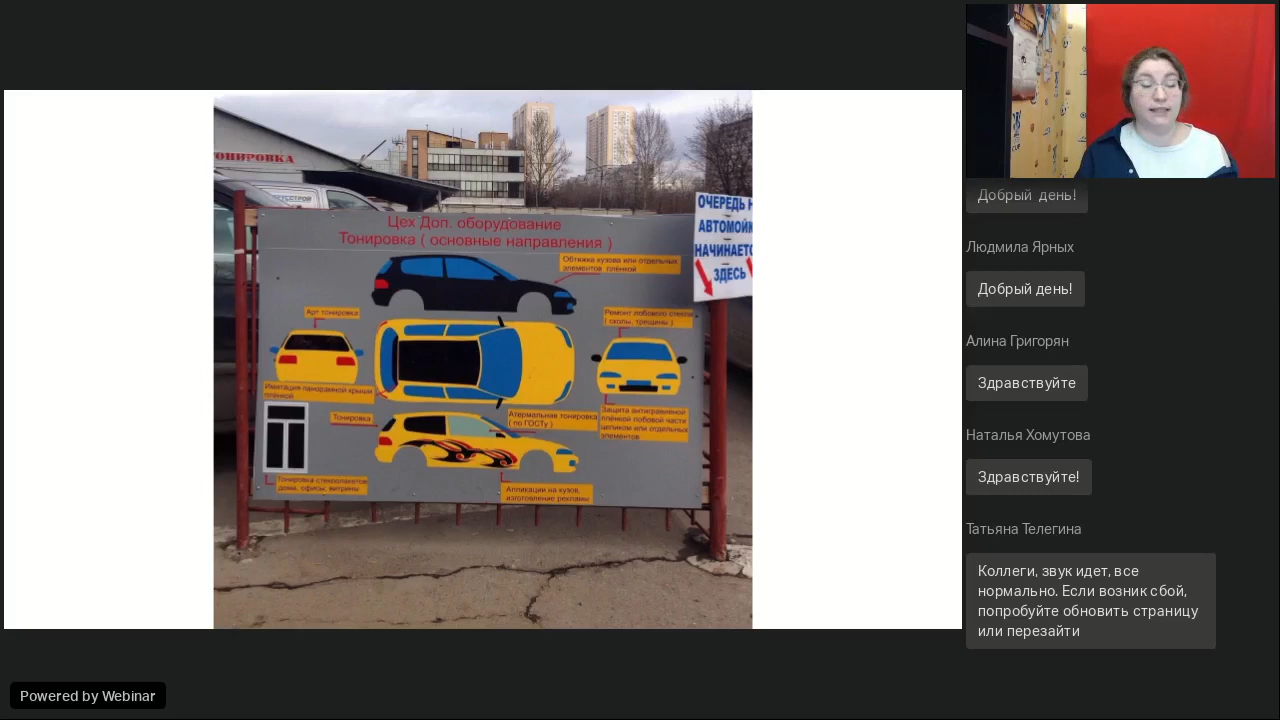 ТОНИРОВКА
Цех Доп. оборудование
Тонировка ( основные направления )
Обтяжка кузова или отдельных
элементов плёнкой
ОЧЕРЕДЬ
АВТОМОЙК
НАЧИНАЕТС
ЗДЕСЬ
Арт тонировка
Ремонт лобового стекла
( сколы, трещины )
Имитация панорамной крыши
плёнкой
Тонировка
Атермальная тонировка
( по ГОСТу )
Защита антигравийной
плёнкой лобовой части
целиком или отдельных
элементов
Тонировка стеклопакетов
дома, офисы, витрины
Аппликации на кузов,
изготовление рекламы
Добрый день!
Людмила Ярных
Добрый день!
Алина Григорян
Здравствуйте
Наталья Хомутова
Здравствуйте!
Татьяна Телегина
Коллеги, звук идет, все
нормально. Если возник сбой,
попробуйте обновить страницу
или перезайти
Powered by Webinar